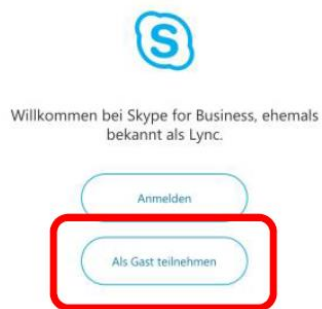 Willkommen bei Skype for Business, ehemals
bekannt als Lync.
Anmelden
Als Gast teilnehmen